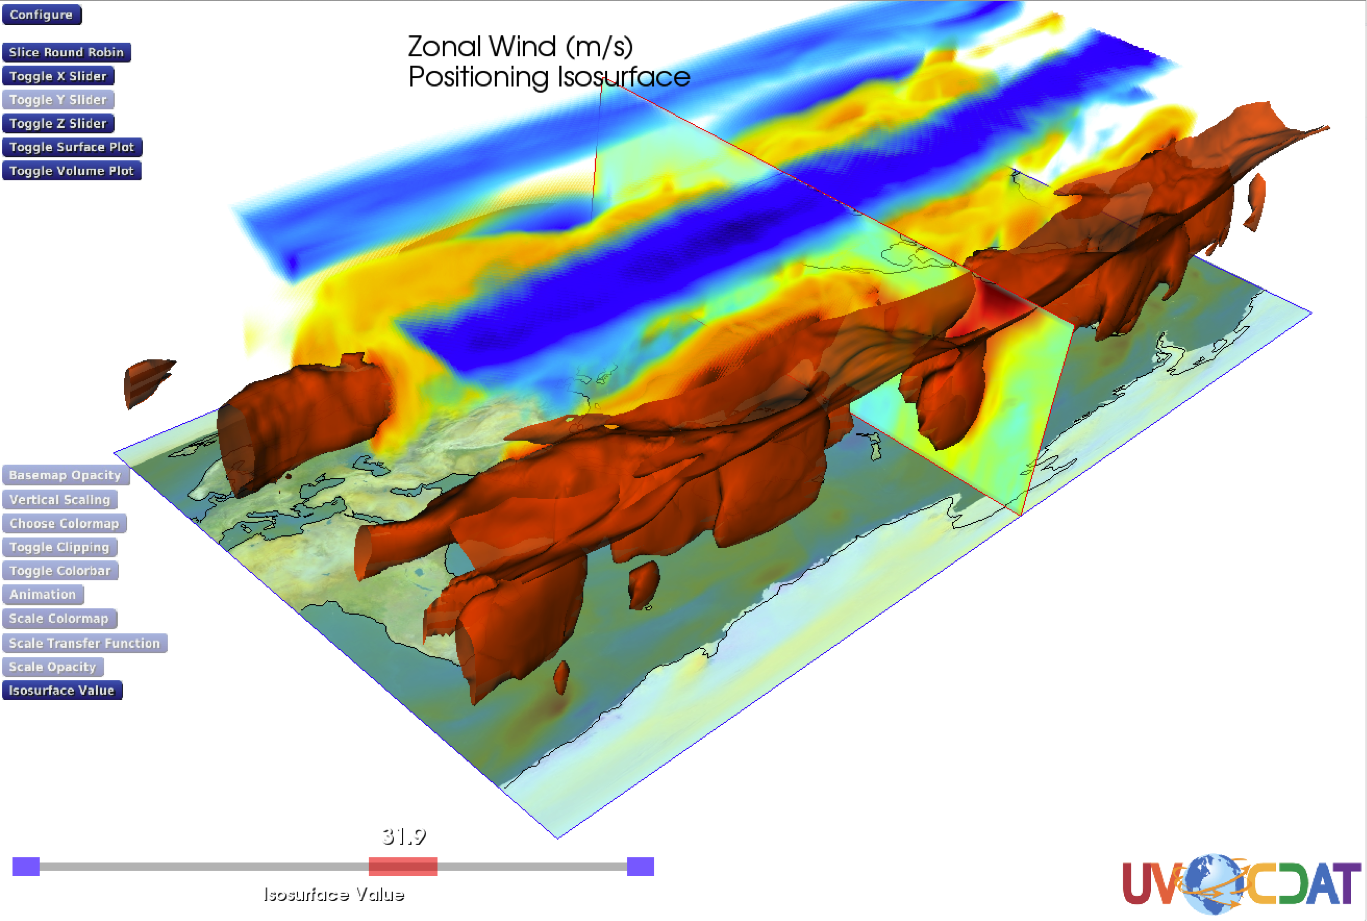 Configure
Slice Round Robin
Toggle X Slider
Toggle Y Slider
Toggle Z Slider
Toggle Surface Plot
Toggle Volume Plot
Zonal Wind (m/s)
Positioning Isosurface
Basemap Opacity
Vertical Scaling
Choose Colormap
Toggle Clipping
Toggle Colorbar
Animation
Scale Colormap
Scale Transfer Function
Scale Opacity
Isosurface Value
31.9
Isosurface Value
UV CDAT